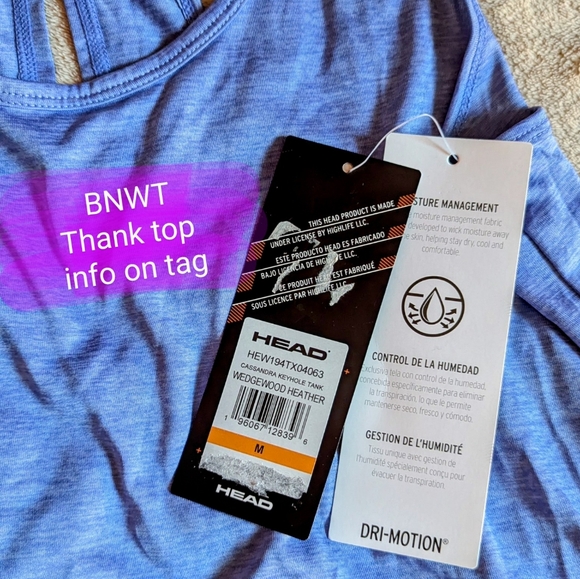 BNWT
Thank top
info on tag
THIS HEAD PRODUCT IS MADE
UNDER LICENSE BY HIGHLIFE LLC.
ESTE PRODUCTO HEAD ES FABRICADO
BAJO LICENCIA DE HIGHLIFE LLC.
CE PRODUIT HEAD EST FABRIQUÉ
SOUS LICENCE PAR HIGHLIFE LLC.
HEAD
HEW194TX04063
CASSANDRA KEYHOLE TANK
WEDGEWOOD HEATHER
1 96067 12839 6
M
HEAD
STURE MANAGEMENT
moisture management fabric
developed to wick moisture away
skin, helping stay dry, cool and
comfortable.
CONTROL DE LA HUMEDAD
Exclusiva tela con control de la humedad,
concebida específicamente para eliminar
la transpiración, lo que le permite
mantenerse seco, fresco y cómodo.
GESTION DE L'HUMIDITÉ
Tissu unique avec gestion de
l'humidité spécialement conçu pour
évacuer la transpiration.
DRI-MOTION®